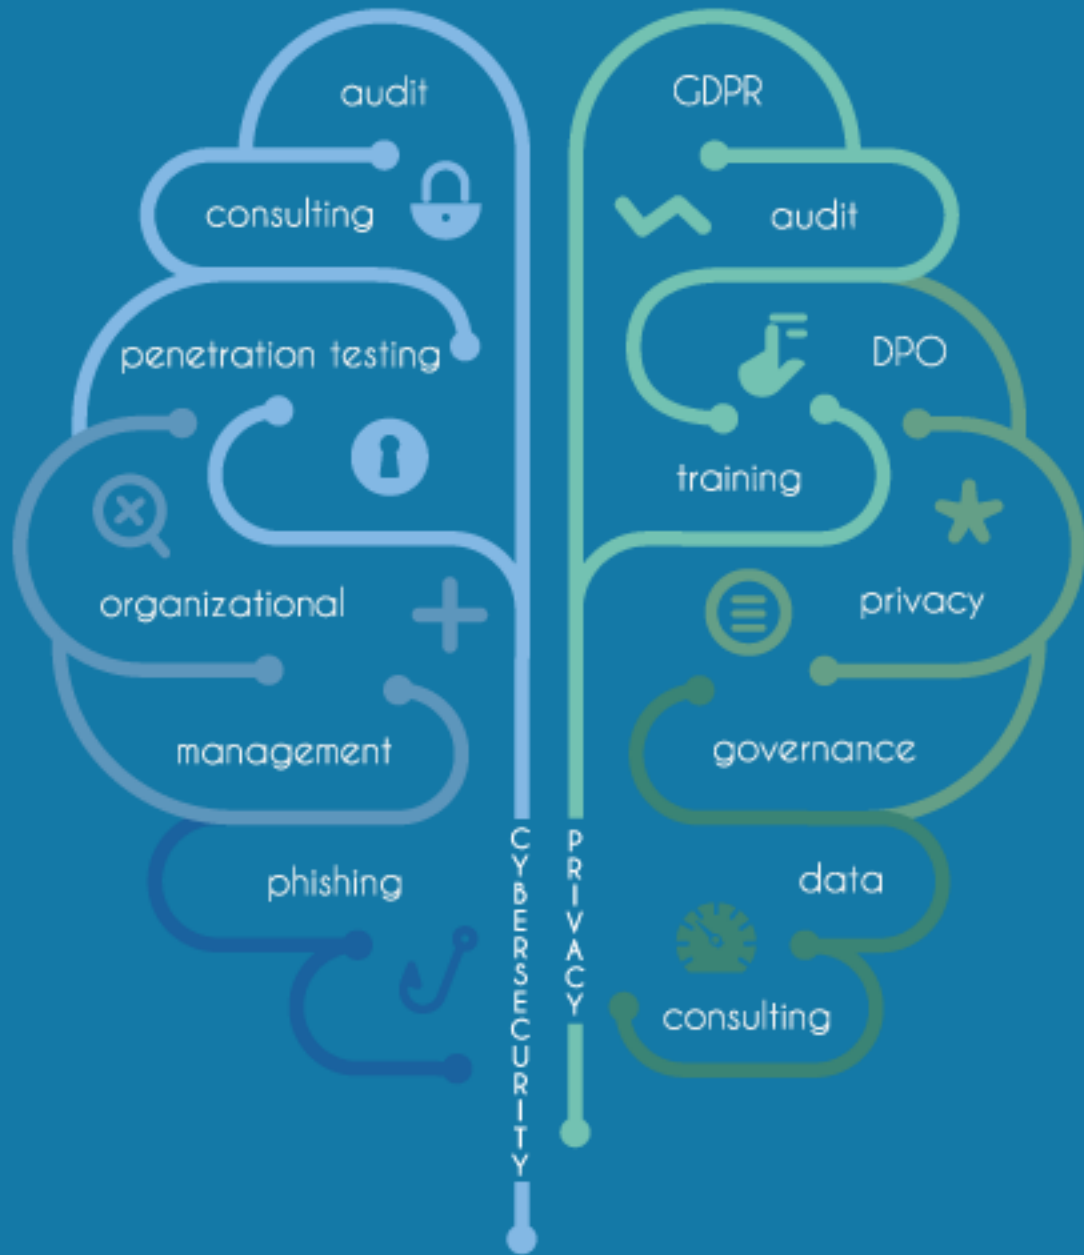 audit
consulting
penetration testing
organizational
management
phishing
CYBERSECURITY
GDPR
audit
DPO
training
privacy
governance
data
consulting
PRIVACY